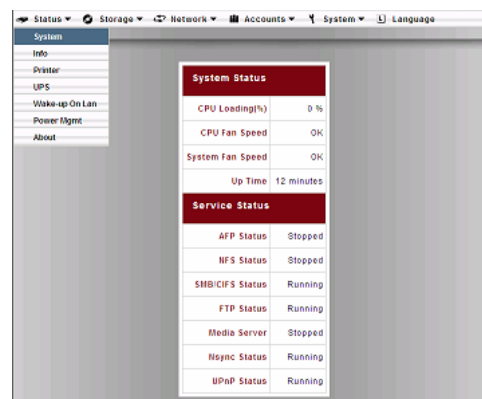 Status Storage Network Accounts System Language
System
Info
Printer
UPS
Wake-up On Lan
Power Mgmt
About
System Status
CPU Loading(%) 0 %
CPU Fan Speed OK
System Fan Speed OK
Up Time 12 minutes
Service Status
AFP Status Stopped
NFS Status Stopped
SMB/CIFS Status Running
FTP Status Running
Media Server Stopped
Nsync Status Running
UPnP Status Running